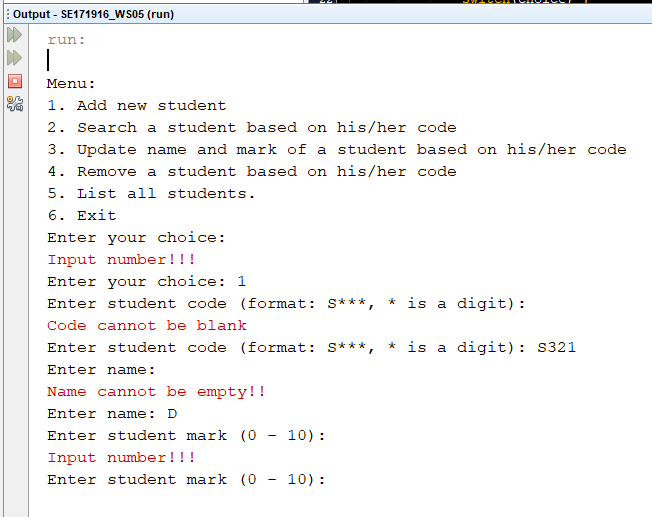 22
switch(choice) {
Output - SE171916_WS05 (run)
run:
Menu:
1. Add new student
2. Search a student based on his/her code
3. Update name and mark of a student based on his/her code
4. Remove a student based on his/her code
5. List all students.
6. Exit
Enter your choice:
Input number!!!
Enter your choice: 1
Enter student code (format: S***, * is a digit):
Code cannot be blank
Enter student code (format: S***, * is a digit): S321
Enter name:
Name cannot be empty!!
Enter name: D
Enter student mark (0 - 10):
Input number!!!
Enter student mark (0 - 10):